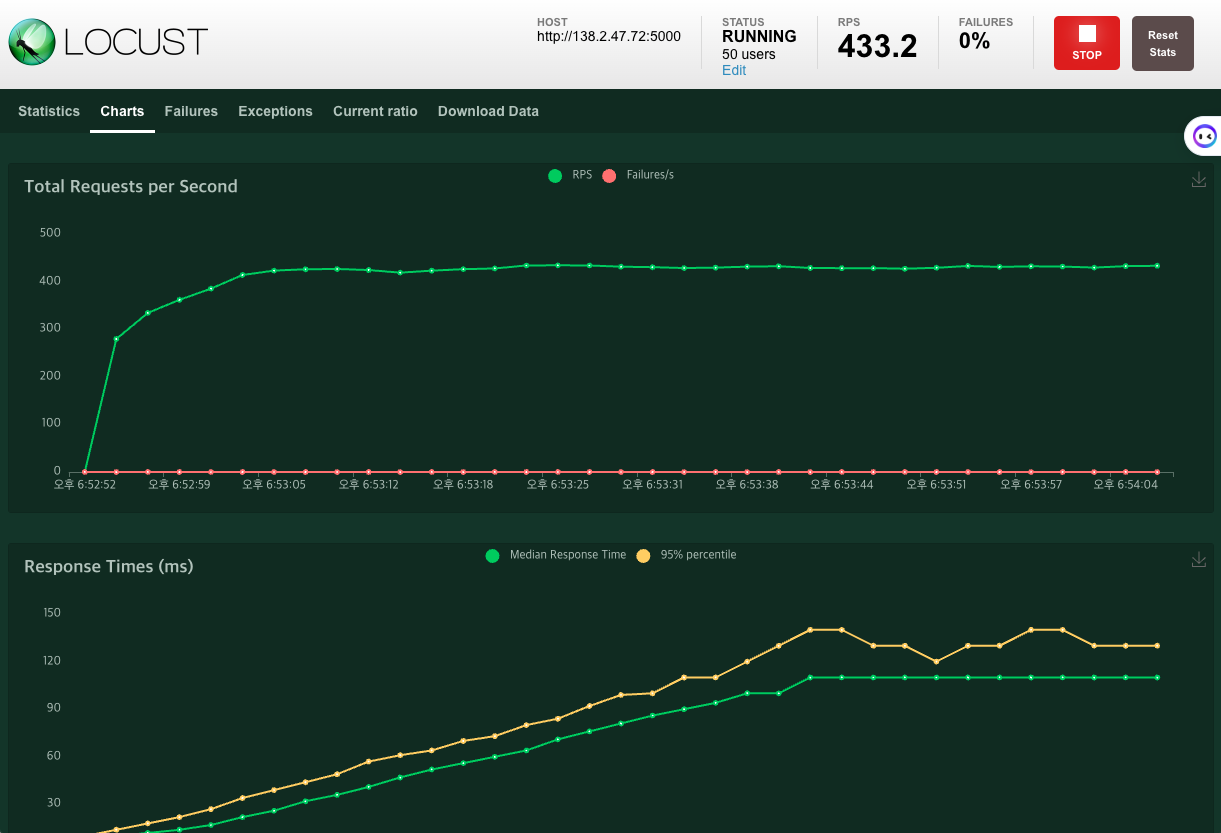 LOCUST
HOST
http://138.2.47.72:5000
STATUS
RUNNING
50 users
Edit
RPS
433.2
FAILURES
0%
STOP
Reset
Stats
Statistics Charts Failures Exceptions Current ratio Download Data
Total Requests per Second
RPS Failures/s
500
400
300
200
100
0
오후 6:52:52 오후 6:52:59 오후 6:53:05 오후 6:53:12 오후 6:53:18 오후 6:53:25 오후 6:53:31 오후 6:53:38 오후 6:53:44 오후 6:53:51 오후 6:53:57 오후 6:54:04
Response Times (ms)
Median Response Time 95% percentile
150
120
90
60
30